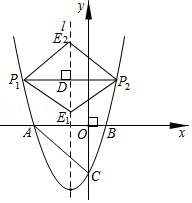 l y
E₂
P₁ D P₂
E₁
A O B x
C